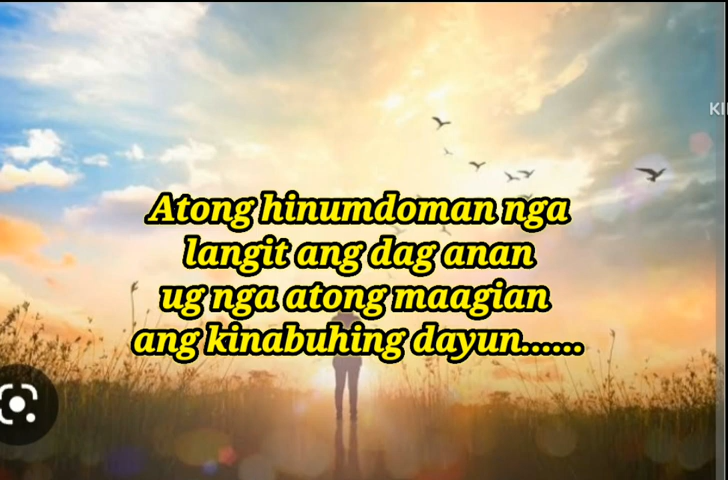 Atong hinumdoman nga
langit ang dag anan
ug nga atong maagian
ang kinabuhing dayun......